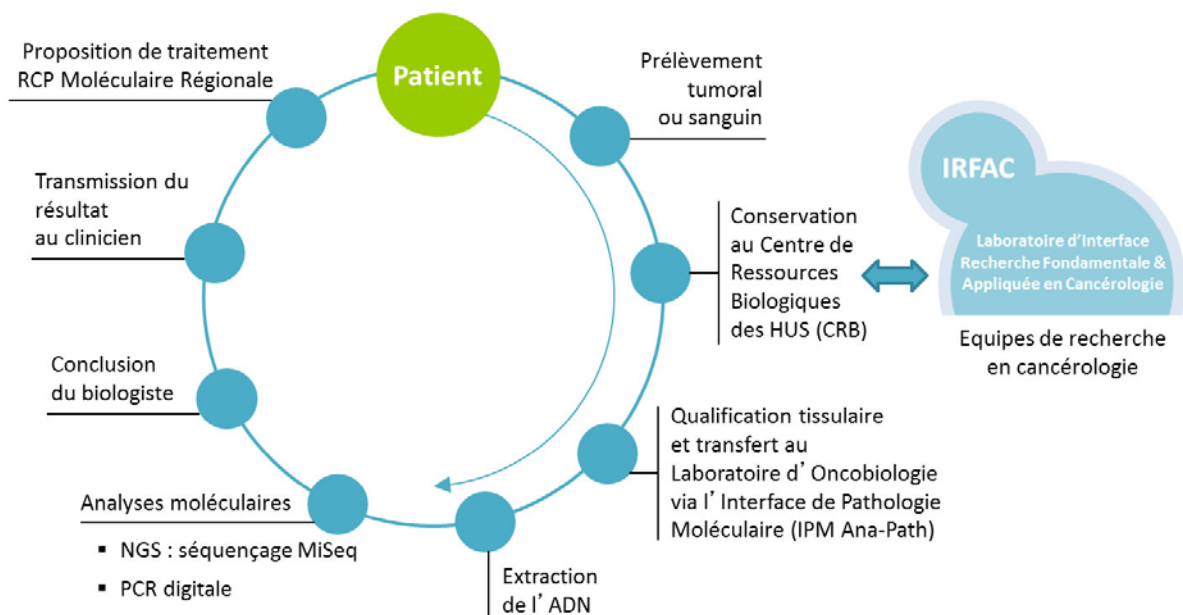 Patient
Prélèvement
tumoral
ou sanguin
Conservation
au Centre de
Ressources
Biologiques
des HUS (CRB)
IRFAC
Laboratoire d'Interface
Recherche Fondamentale &
Appliquée en Cancérologie
Equipes de recherche
en cancérologie
Qualification tissulaire
et transfert au
Laboratoire d' Oncobiologie
via l' Interface de Pathologie
Moléculaire (IPM Ana-Path)
Extraction
de l' ADN
Analyses moléculaires
▪ NGS : séquençage MiSeq
▪ PCR digitale
Conclusion
du biologiste
Transmission du
résultat
au clinicien
Proposition de traitement
RCP Moléculaire Régionale